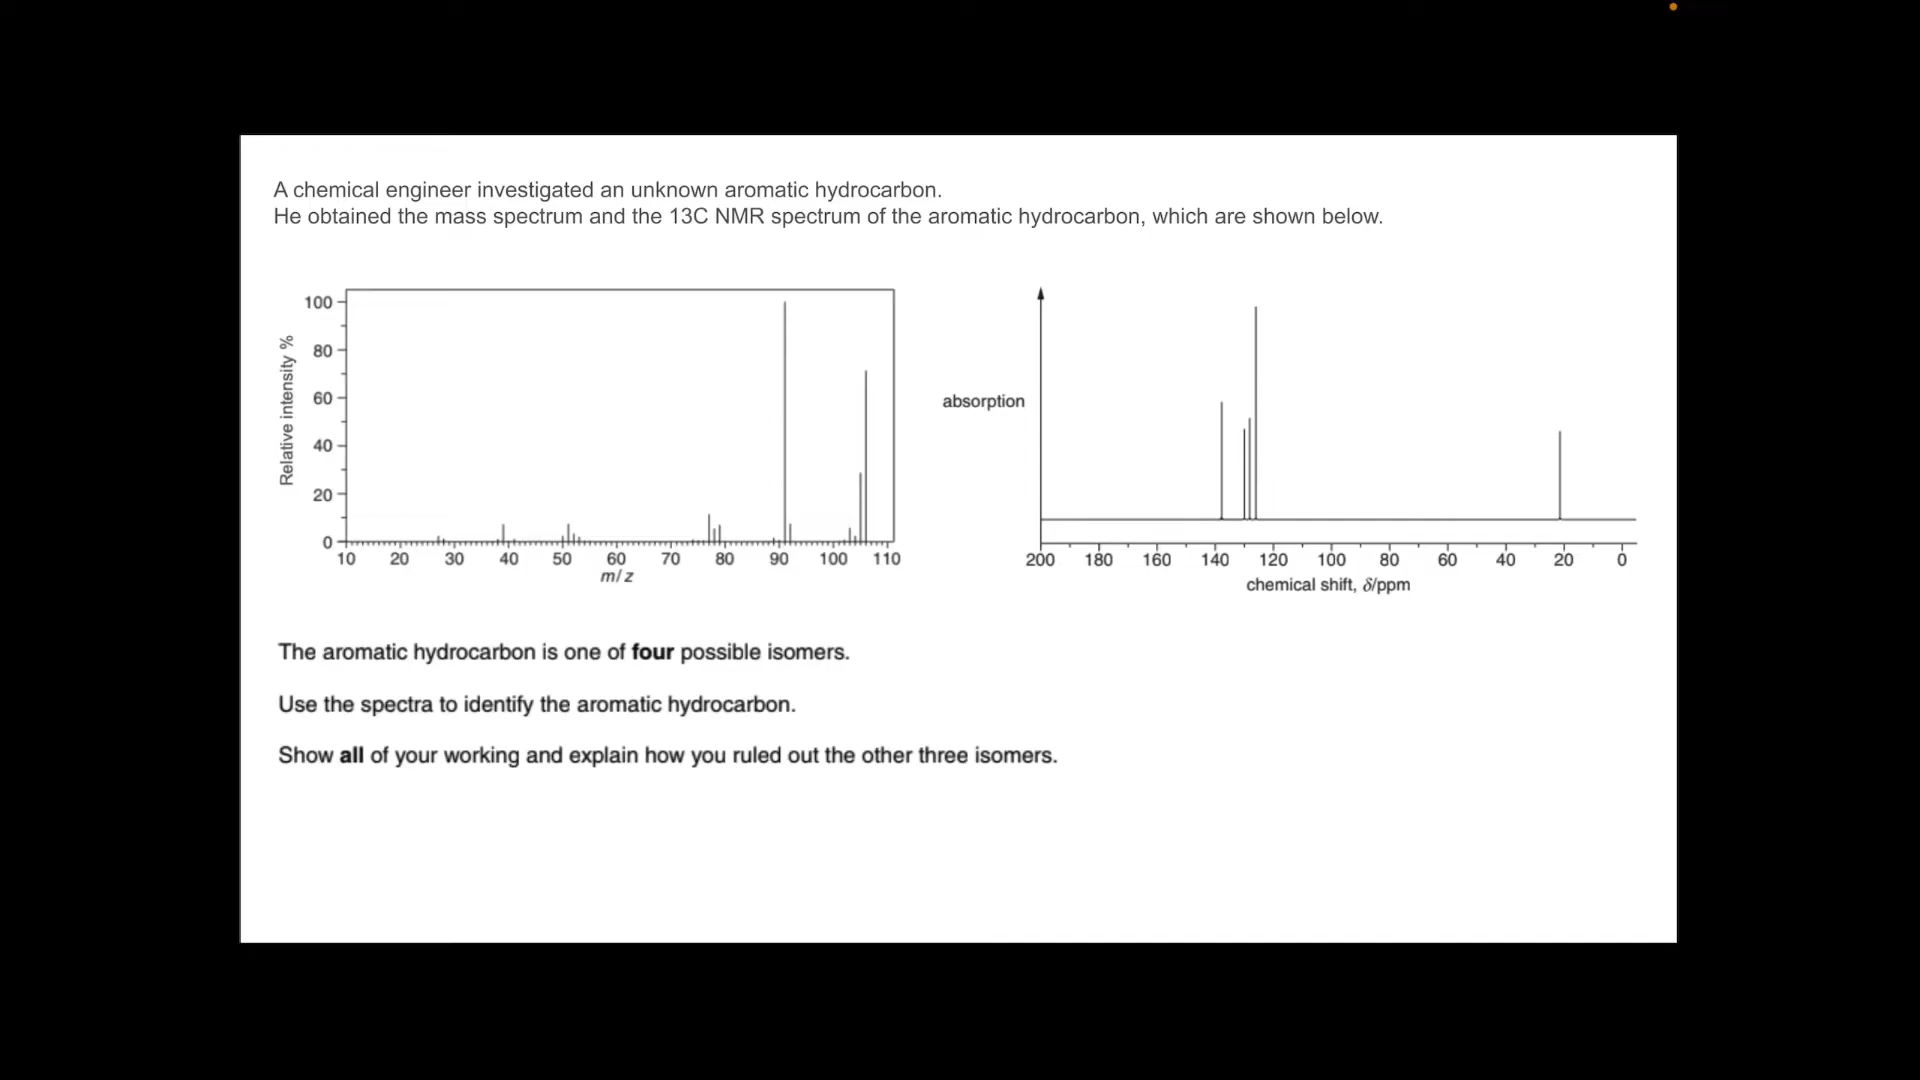 A chemical engineer investigated an unknown aromatic hydrocarbon.
He obtained the mass spectrum and the 13C NMR spectrum of the aromatic hydrocarbon, which are shown below.
Relative intensity %
100
80
60
40
20
0
10 20 30 40 50 60 70 80 90 100 110
m/z
absorption
200 180 160 140 120 100 80 60 40 20 0
chemical shift, δ/ppm
The aromatic hydrocarbon is one of four possible isomers.
Use the spectra to identify the aromatic hydrocarbon.
Show all of your working and explain how you ruled out the other three isomers.